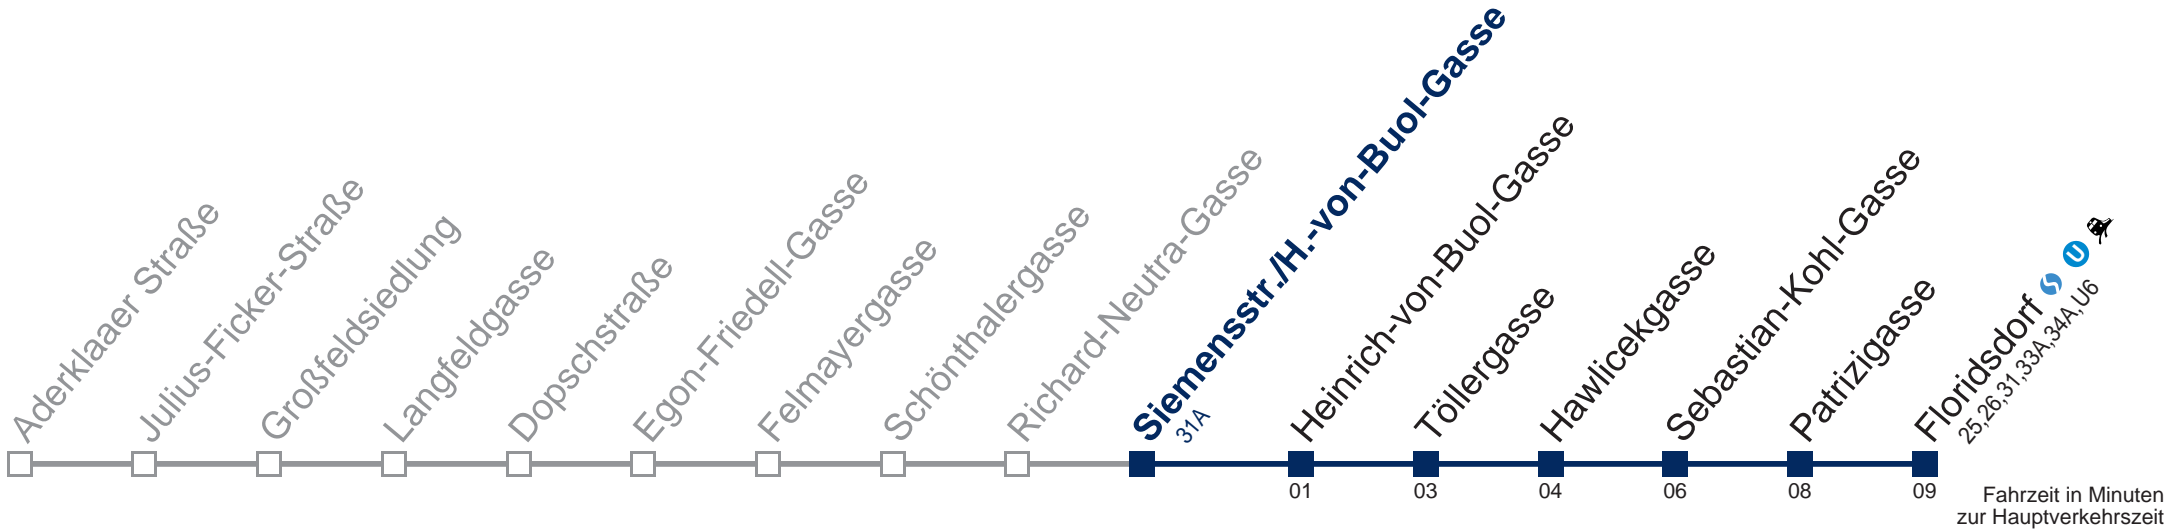 Aderklaaer Straße
Julius-Ficker-Straße
Großfeldsiedlung
Langfeldgasse
Dopschstraße
Egon-Friedell-Gasse
Felmayergasse
Schönthalergasse
Richard-Neutra-Gasse
Siemensstr./H.-von-Buol-Gasse
31A
Heinrich-von-Buol-Gasse
Töllergasse
Hawlicekgasse
Sebastian-Kohl-Gasse
Patrizigasse
Floridsdorf S U
25,26,31,33A,34A,U6
01 03 04 06 08 09
Fahrzeit in Minuten
zur Hauptverkehrszeit